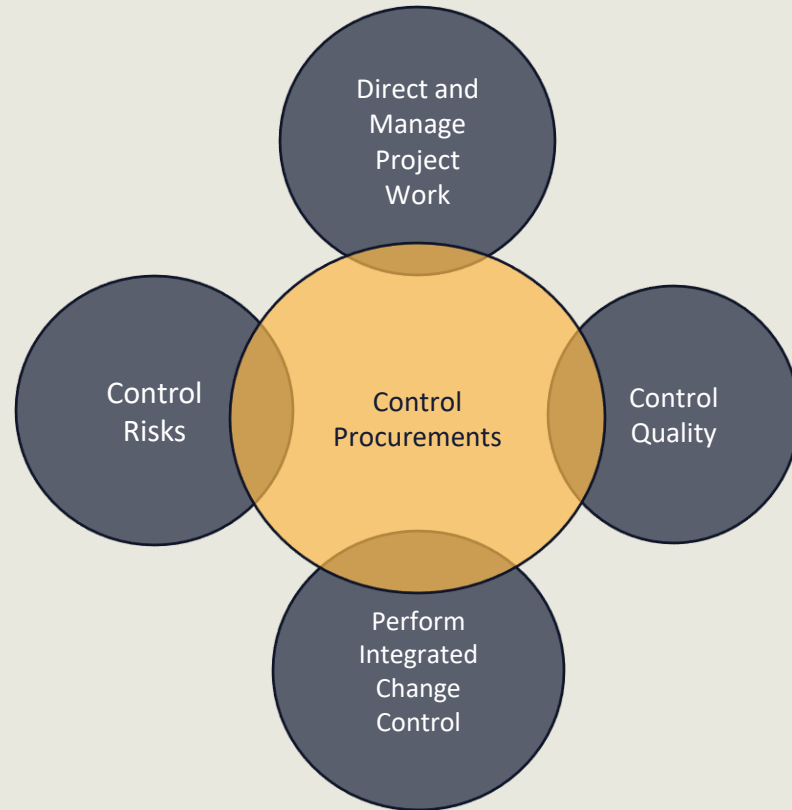 Direct and
Manage
Project
Work
Control
Risks
Control
Procurements
Control
Quality
Perform
Integrated
Change
Control